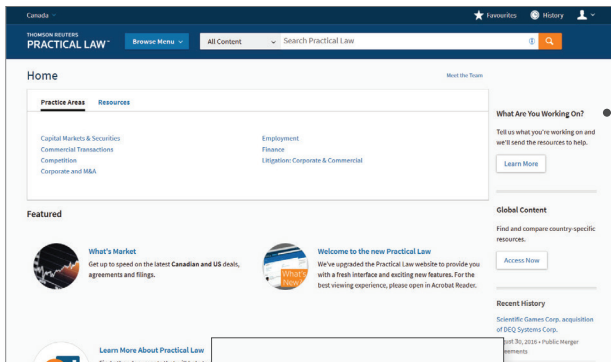 Canada
Favourites
History
THOMSON REUTERS
PRACTICAL LAW™
Browse Menu
All Content
Search Practical Law
Home
Meet the Team
Practice Areas
Resources
Capital Markets & Securities
Commercial Transactions
Competition
Corporate and M&A
Employment
Finance
Litigation: Corporate & Commercial
What Are You Working On?
Tell us what you're working on and
we'll send the resources to help.
Learn More
Featured
What's Market
Get up to speed on the latest Canadian and US deals,
agreements and filings.
What's
New?
Welcome to the new Practical Law
We've upgraded the Practical Law website to provide you
with a fresh interface and exciting new features. For the
best viewing experience, please open in Acrobat Reader.
Global Content
Find and compare country-specific
resources.
Access Now
Recent History
Scientific Games Corp. acquisition
of DEQ Systems Corp.
2016 • Public Merger
Learn More About Practical Law